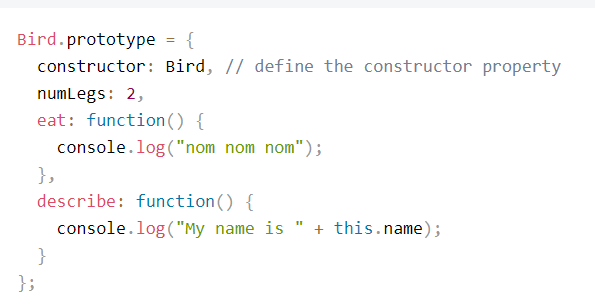 Bird.prototype = {
  constructor: Bird, // define the constructor property
  numLegs: 2,
  eat: function() {
    console.log("nom nom nom");
  },
  describe: function() {
    console.log("My name is " + this.name);
  }
};